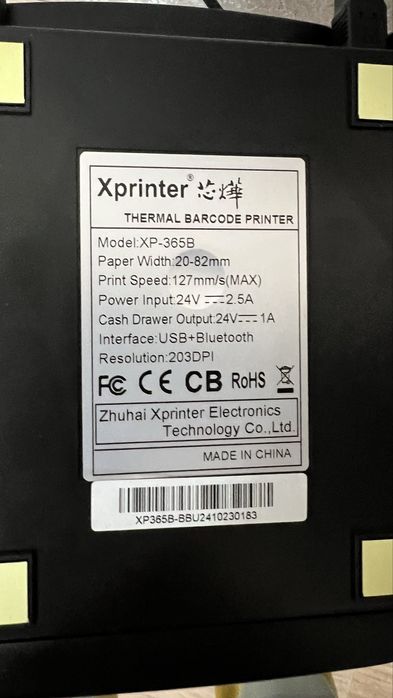 Xprinter® 芯烨
THERMAL BARCODE PRINTER
Model:XP-365B
Paper Width:20-82mm
Print Speed:127mm/s(MAX)
Power Input:24V⎓2.5A
Cash Drawer Output:24V⎓1A
Interface:USB+Bluetooth
Resolution:203DPI
FC CE CB RoHS
Zhuhai Xprinter Electronics
Technology Co.,Ltd.
MADE IN CHINA
XP365B-BBU2410230183